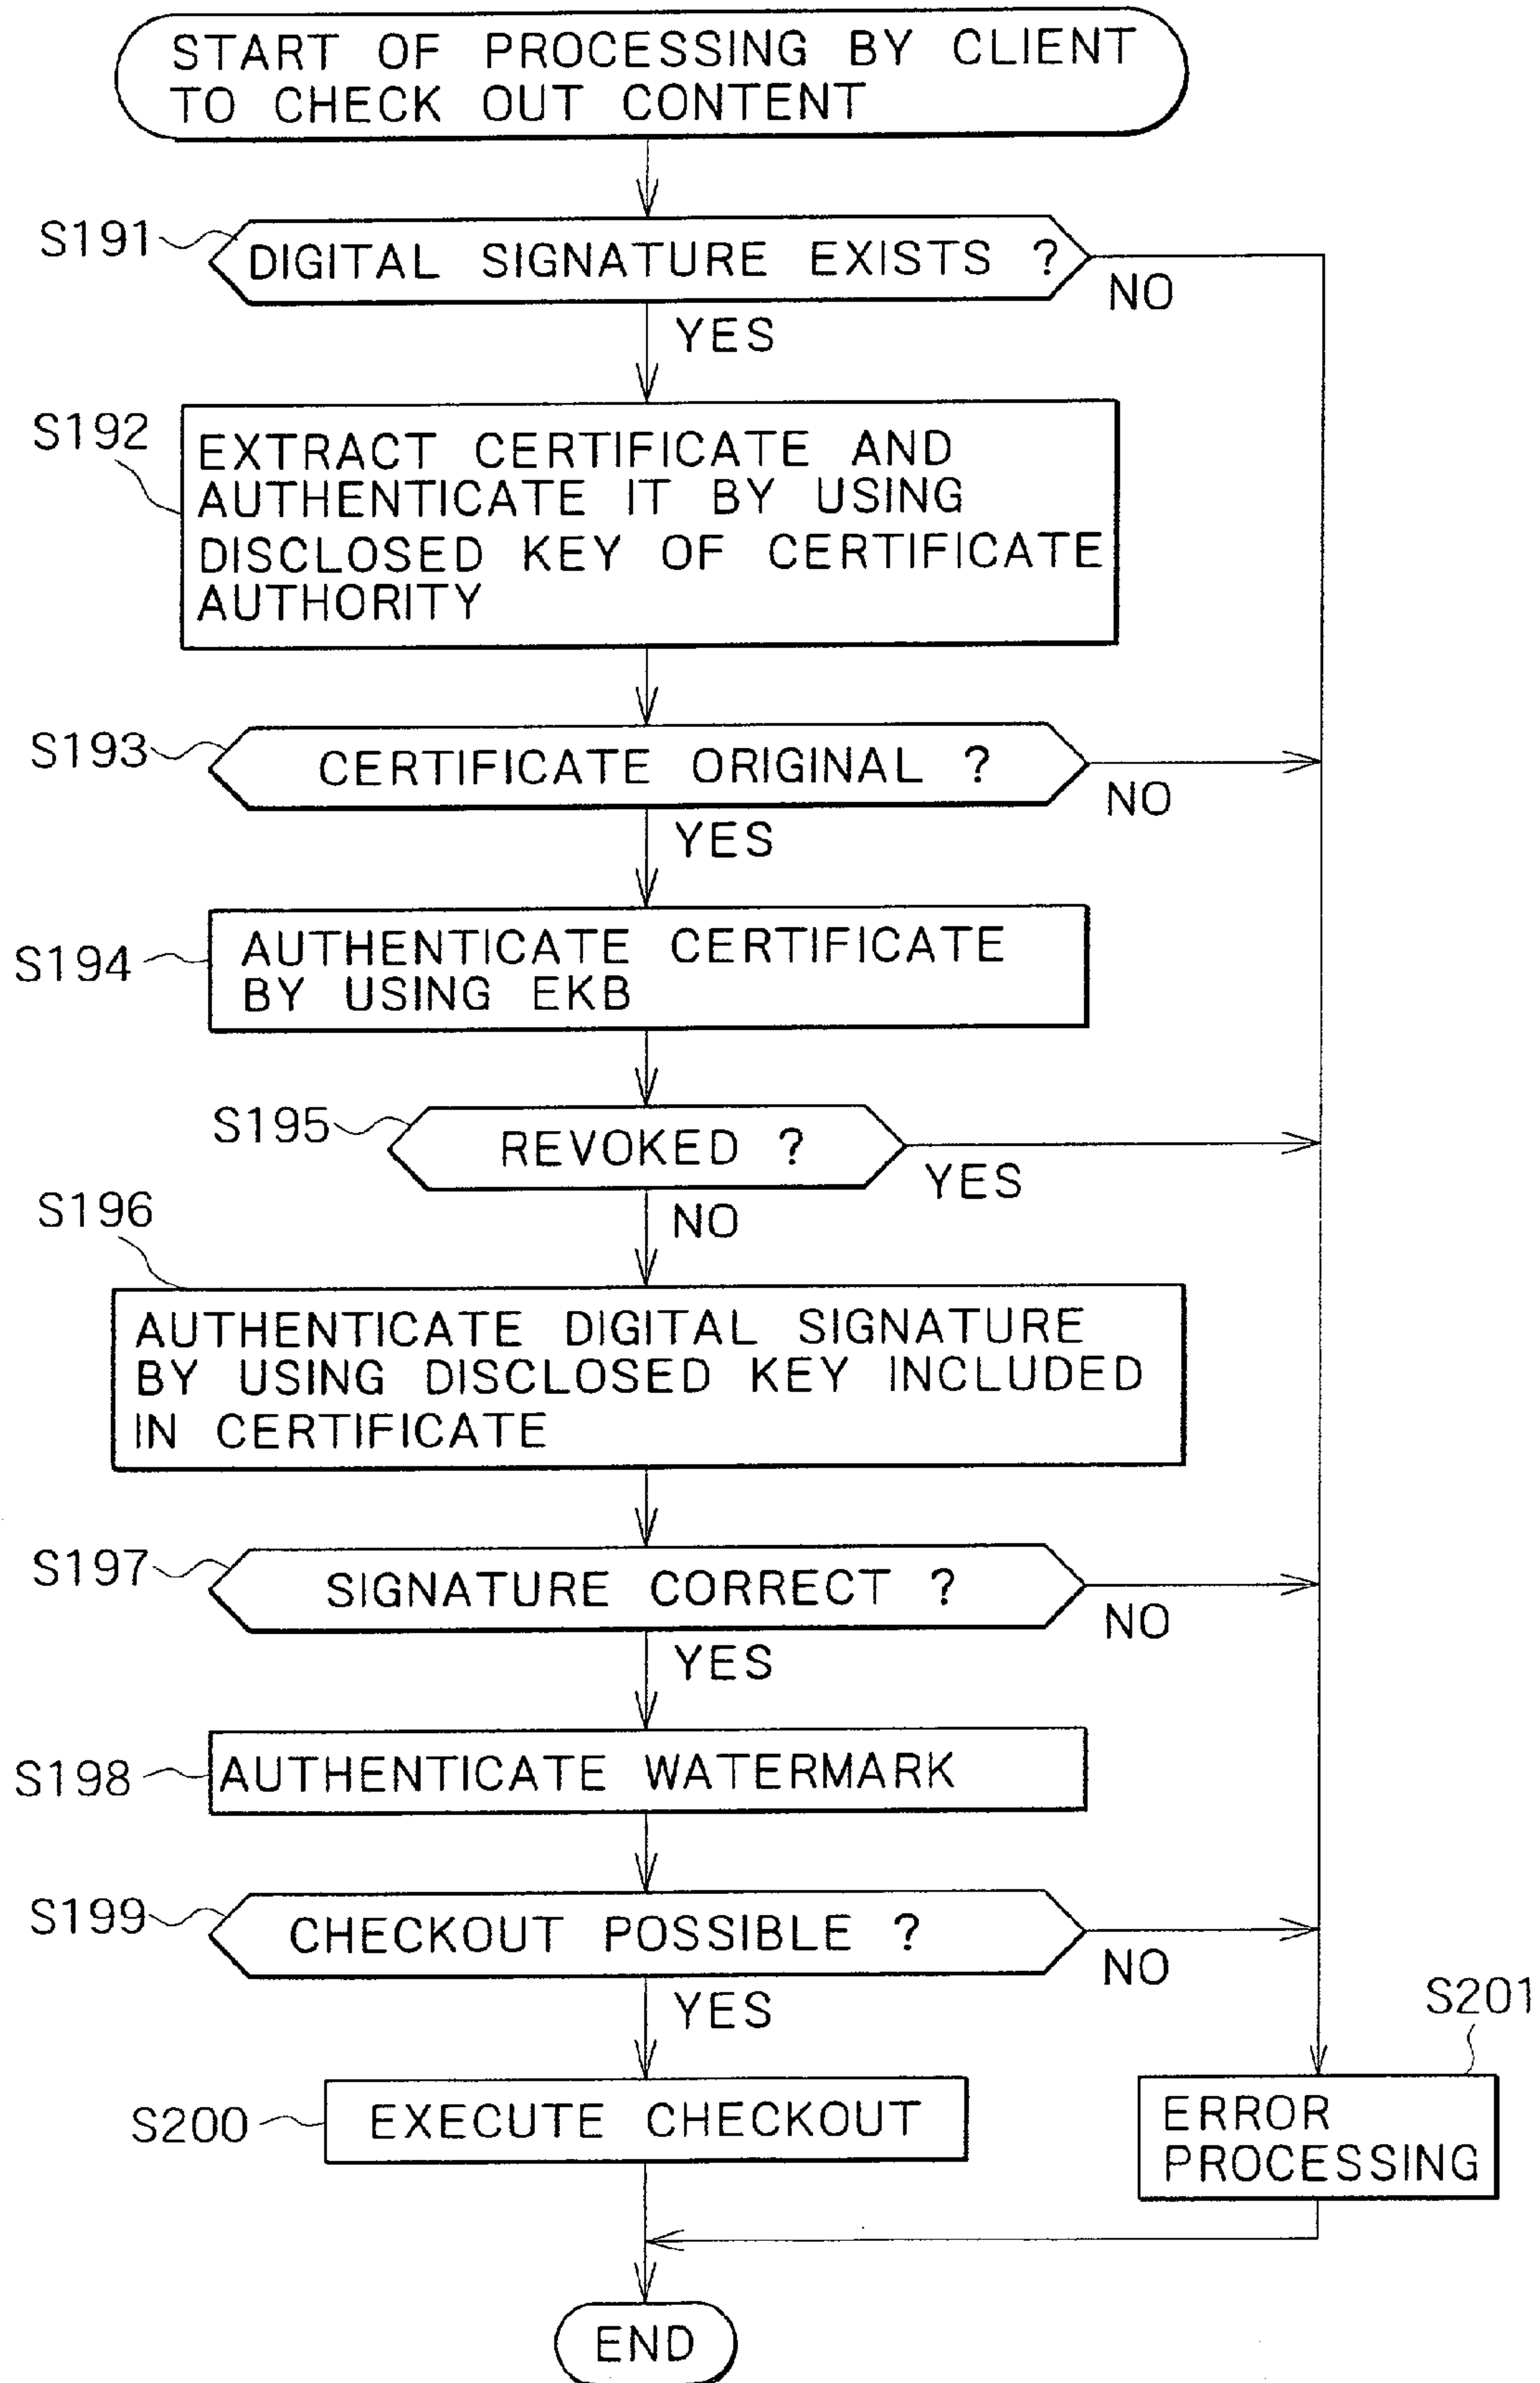 START OF PROCESSING BY CLIENT
TO CHECK OUT CONTENT
S191
DIGITAL SIGNATURE EXISTS ?
NO
YES
S192
EXTRACT CERTIFICATE AND
AUTHENTICATE IT BY USING
DISCLOSED KEY OF CERTIFICATE
AUTHORITY
S193
CERTIFICATE ORIGINAL ?
NO
YES
S194
AUTHENTICATE CERTIFICATE
BY USING EKB
S195
REVOKED ?
YES
NO
S196
AUTHENTICATE DIGITAL SIGNATURE
BY USING DISCLOSED KEY INCLUDED
IN CERTIFICATE
S197
SIGNATURE CORRECT ?
NO
YES
S198
AUTHENTICATE WATERMARK
S199
CHECKOUT POSSIBLE ?
NO
YES
S201
S200
EXECUTE CHECKOUT
ERROR
PROCESSING
END